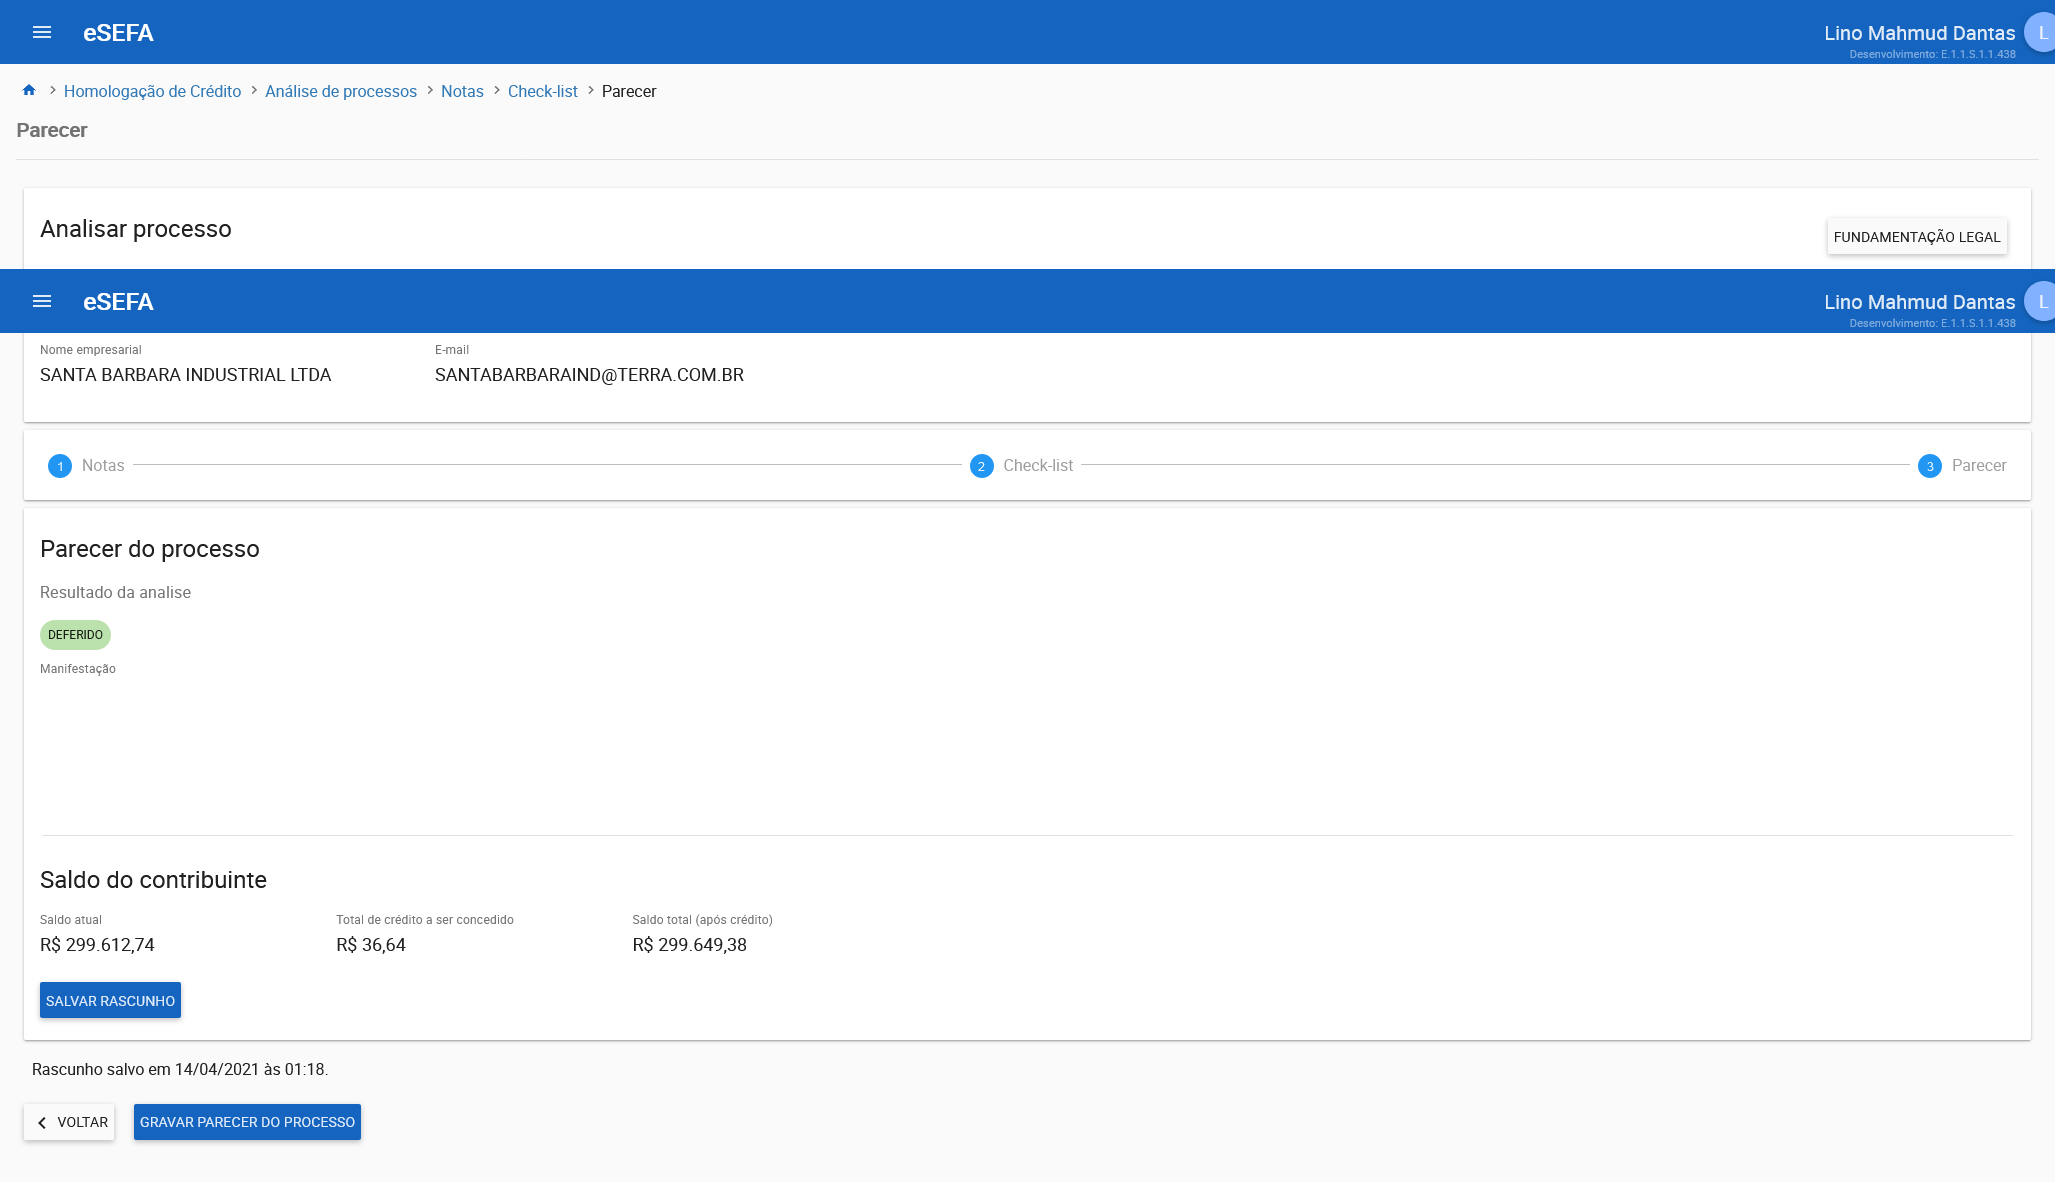 eSEFA
Lino Mahmud Dantas
L
Desenvolvimento: E.1.1.S.1.1.438
Homologação de Crédito > Análise de processos > Notas > Check-list > Parecer
Parecer
Analisar processo
FUNDAMENTAÇÃO LEGAL
eSEFA
Lino Mahmud Dantas
L
Desenvolvimento: E.1.1.S.1.1.438
Nome empresarial
E-mail
SANTA BARBARA INDUSTRIAL LTDA
SANTABARBARAIND@TERRA.COM.BR
1 Notas
2 Check-list
3 Parecer
Parecer do processo
Resultado da analise
DEFERIDO
Manifestação
Saldo do contribuinte
Saldo atual
Total de crédito a ser concedido
Saldo total (após crédito)
R$ 299.612,74
R$ 36,64
R$ 299.649,38
SALVAR RASCUNHO
Rascunho salvo em 14/04/2021 às 01:18.
VOLTAR
GRAVAR PARECER DO PROCESSO